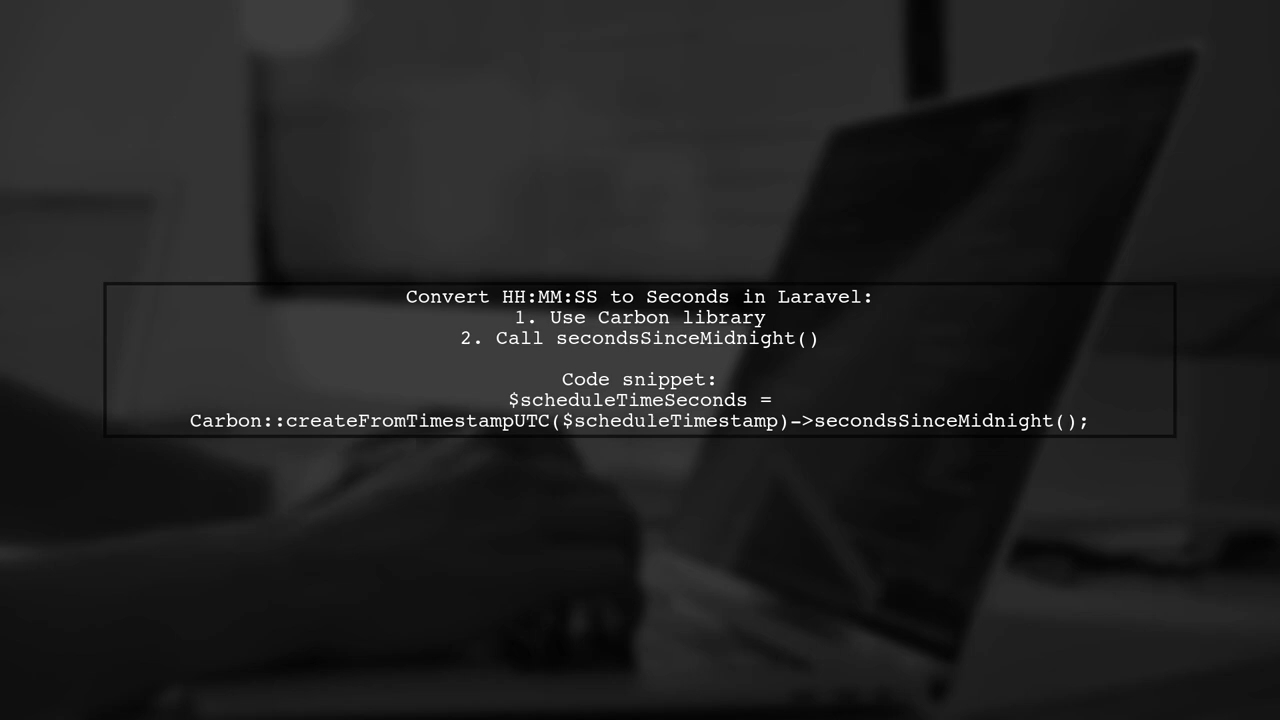 Convert HH:MM:SS to Seconds in Laravel:
1. Use Carbon library
2. Call secondsSinceMidnight()
Code snippet:
$scheduleTimeSeconds =
Carbon::createFromTimestampUTC($scheduleTimestamp)->secondsSinceMidnight();